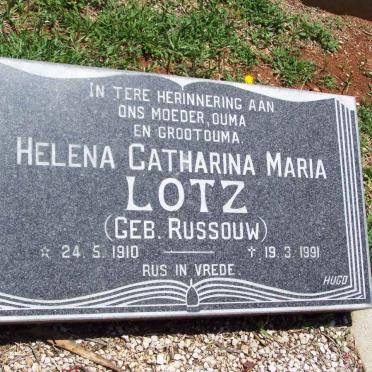 IN TERE HERINNERING AAN
ONS MOEDER, OUMA
EN GROOTOUMA.
HELENA CATHARINA MARIA
LOTZ
(GEB. RUSSOUW)
☆ 24. 5. 1910 — ✝ 19. 3. 1991
RUS IN VREDE.
HUGO